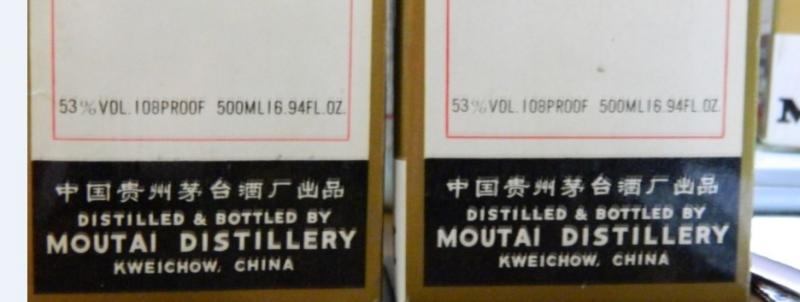 53%VOL.108PROOF 500ML16.94FL.OZ.
中国贵州茅台酒厂出品
DISTILLED & BOTTLED BY
MOUTAI DISTILLERY
KWEICHOW, CHINA
53%VOL.108PROOF 500ML16.94FL.OZ.
中国贵州茅台酒厂出品
DISTILLED & BOTTLED BY
MOUTAI DISTILLERY
KWEICHOW, CHINA
M